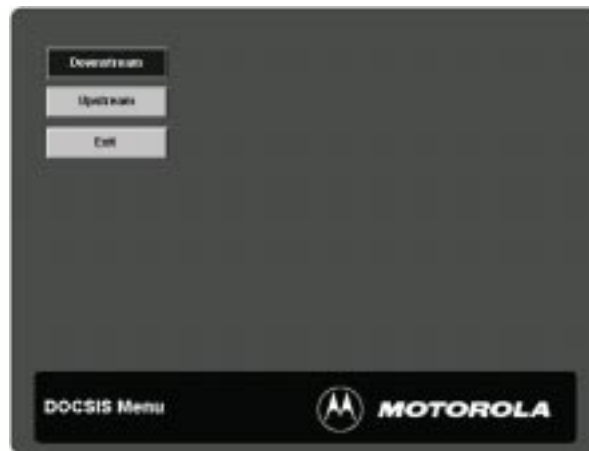 Downstream
Upstream
Exit
DOCSIS Menu
MOTOROLA